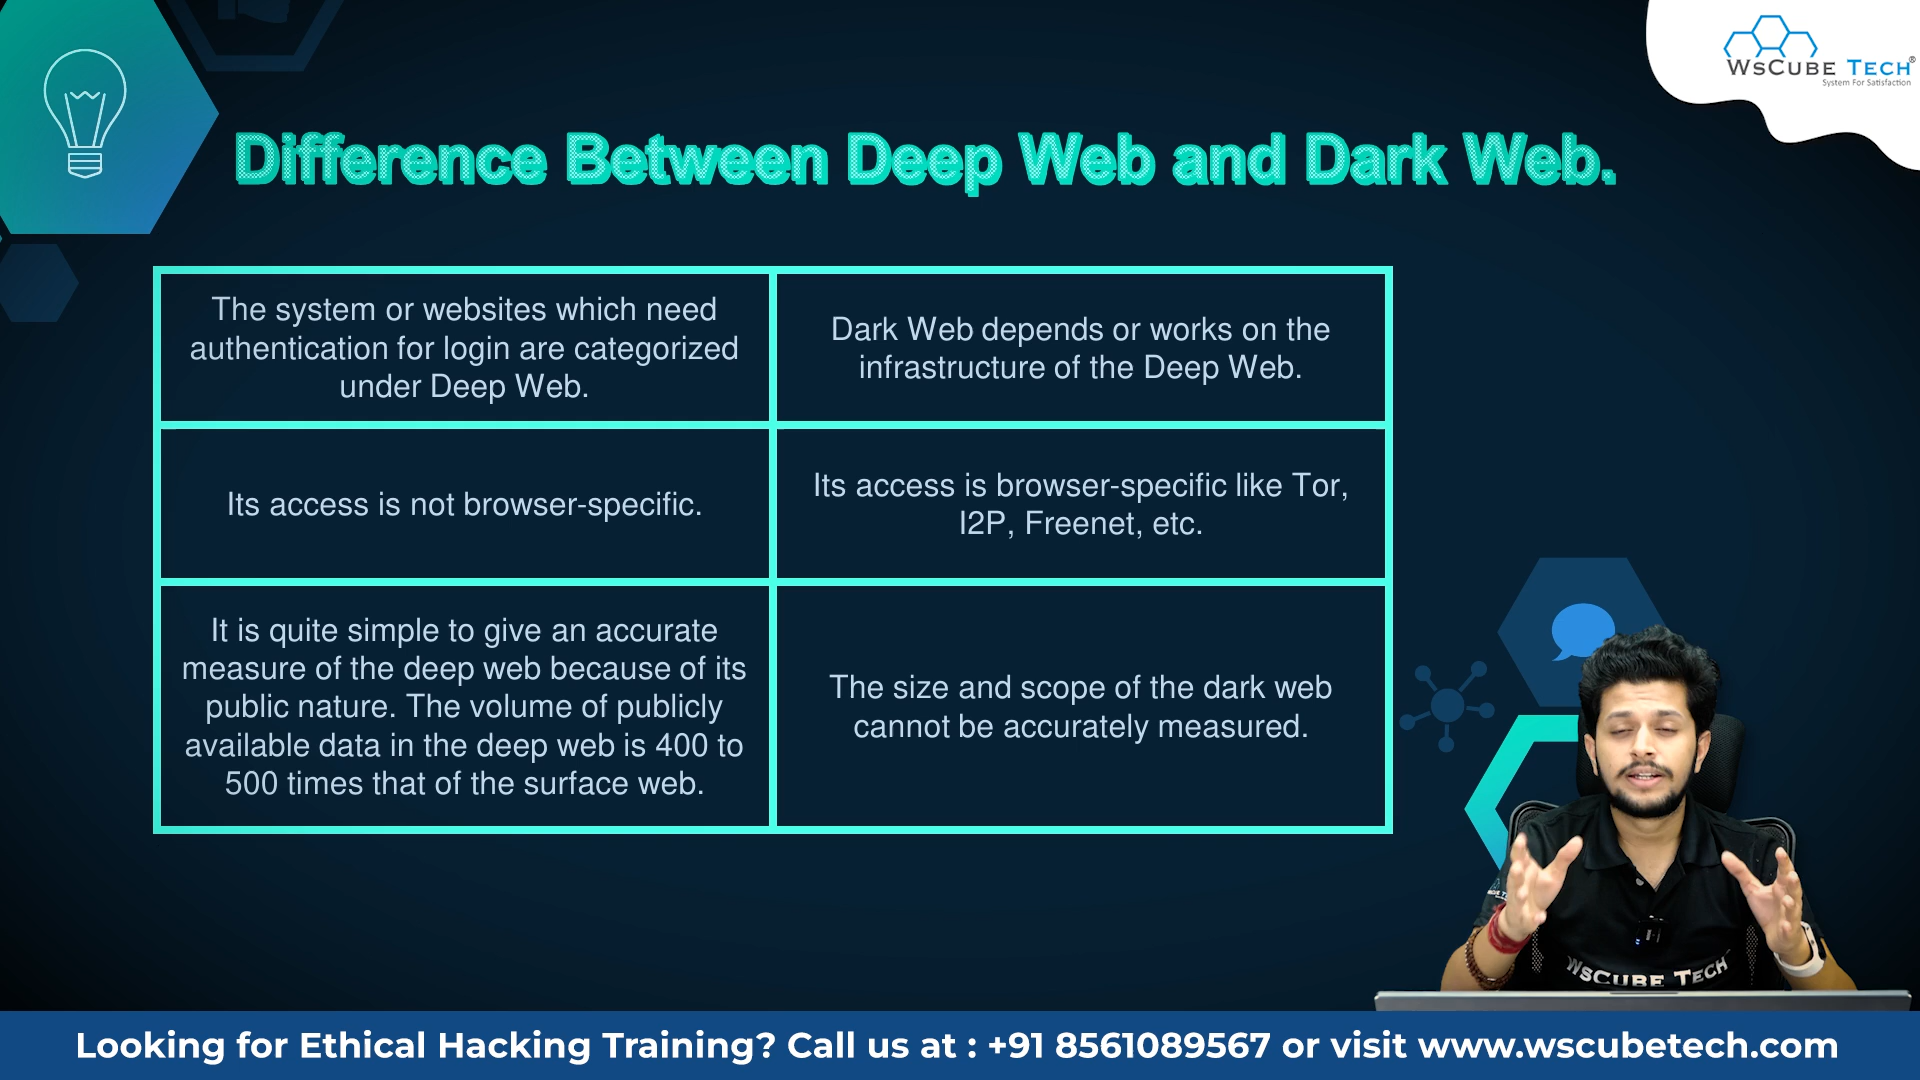 WsCube Tech®
System For Satisfaction
Difference Between Deep Web and Dark Web.
The system or websites which need
authentication for login are categorized
under Deep Web.
Dark Web depends or works on the
infrastructure of the Deep Web.
Its access is not browser-specific.
Its access is browser-specific like Tor,
I2P, Freenet, etc.
It is quite simple to give an accurate
measure of the deep web because of its
public nature. The volume of publicly
available data in the deep web is 400 to
500 times that of the surface web.
The size and scope of the dark web
cannot be accurately measured.
WsCube Tech
Looking for Ethical Hacking Training? Call us at : +91 8561089567 or visit www.wscubetech.com